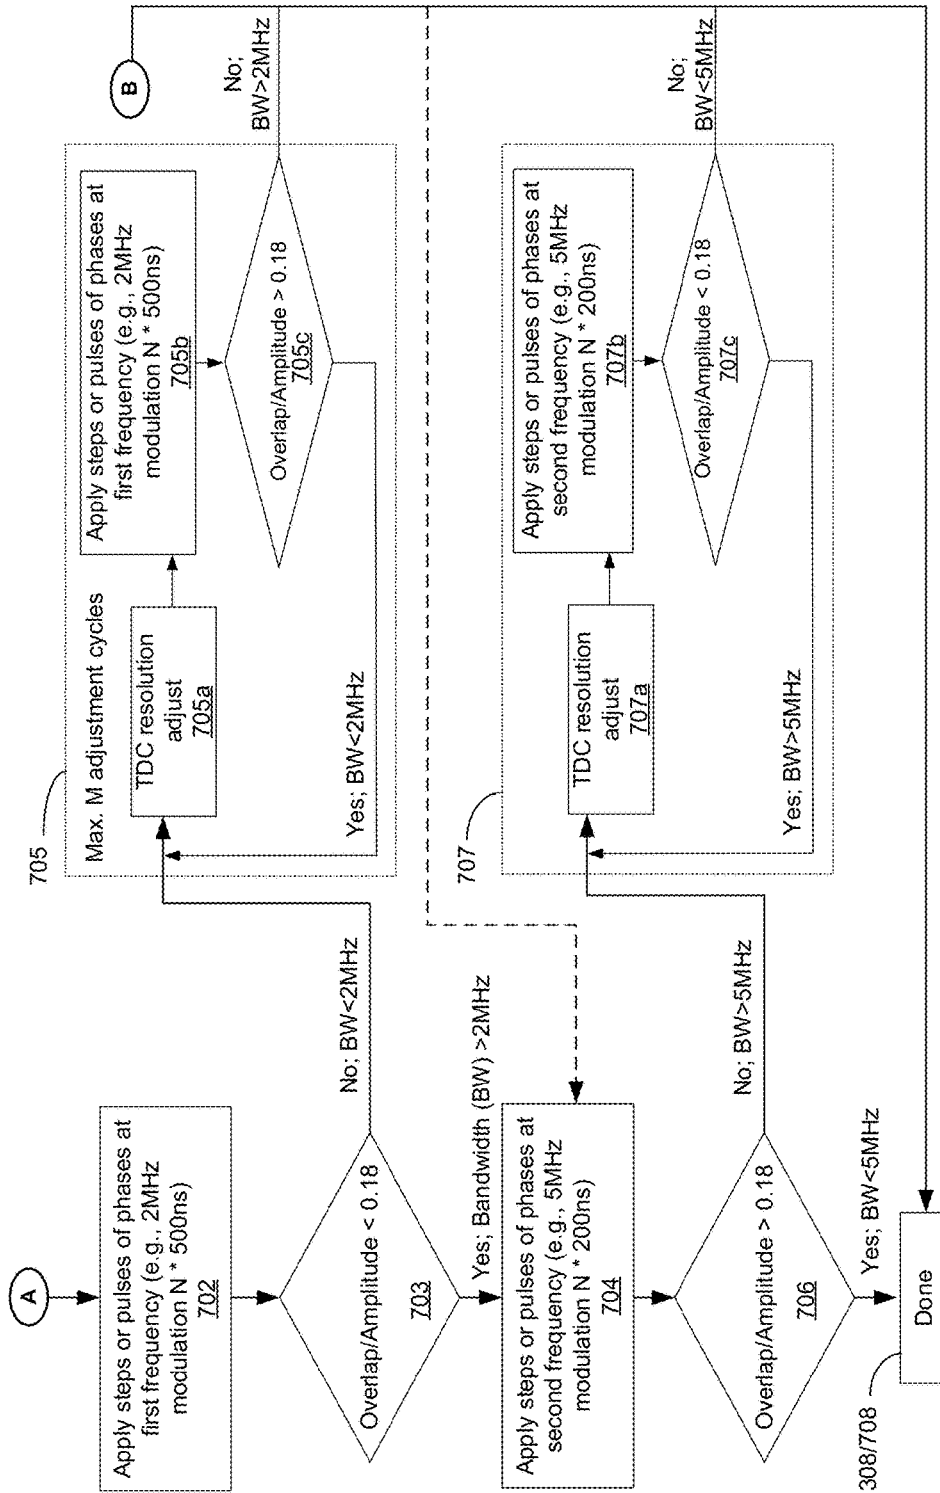 A
Apply steps or pulses of phases at
first frequency (e.g., 2MHz
modulation N * 500ns)
702
Overlap/Amplitude < 0.18
703
No; BW<2MHz
Yes; Bandwidth (BW) >2MHz
Apply steps or pulses of phases at
second frequency (e.g., 5MHz
modulation N * 200ns)
704
Overlap/Amplitude > 0.18
706
No; BW>5MHz
Yes; BW<5MHz
Done
308/708
705
Max. M adjustment cycles
TDC resolution
adjust
705a
Apply steps or pulses of phases at
first frequency (e.g., 2MHz
modulation N * 500ns)
705b
Overlap/Amplitude > 0.18
705c
Yes; BW<2MHz
No;
BW>2MHz
B
707
TDC resolution
adjust
707a
Apply steps or pulses of phases at
second frequency (e.g., 5MHz
modulation N * 200ns)
707b
Overlap/Amplitude < 0.18
707c
Yes; BW>5MHz
No;
BW<5MHz